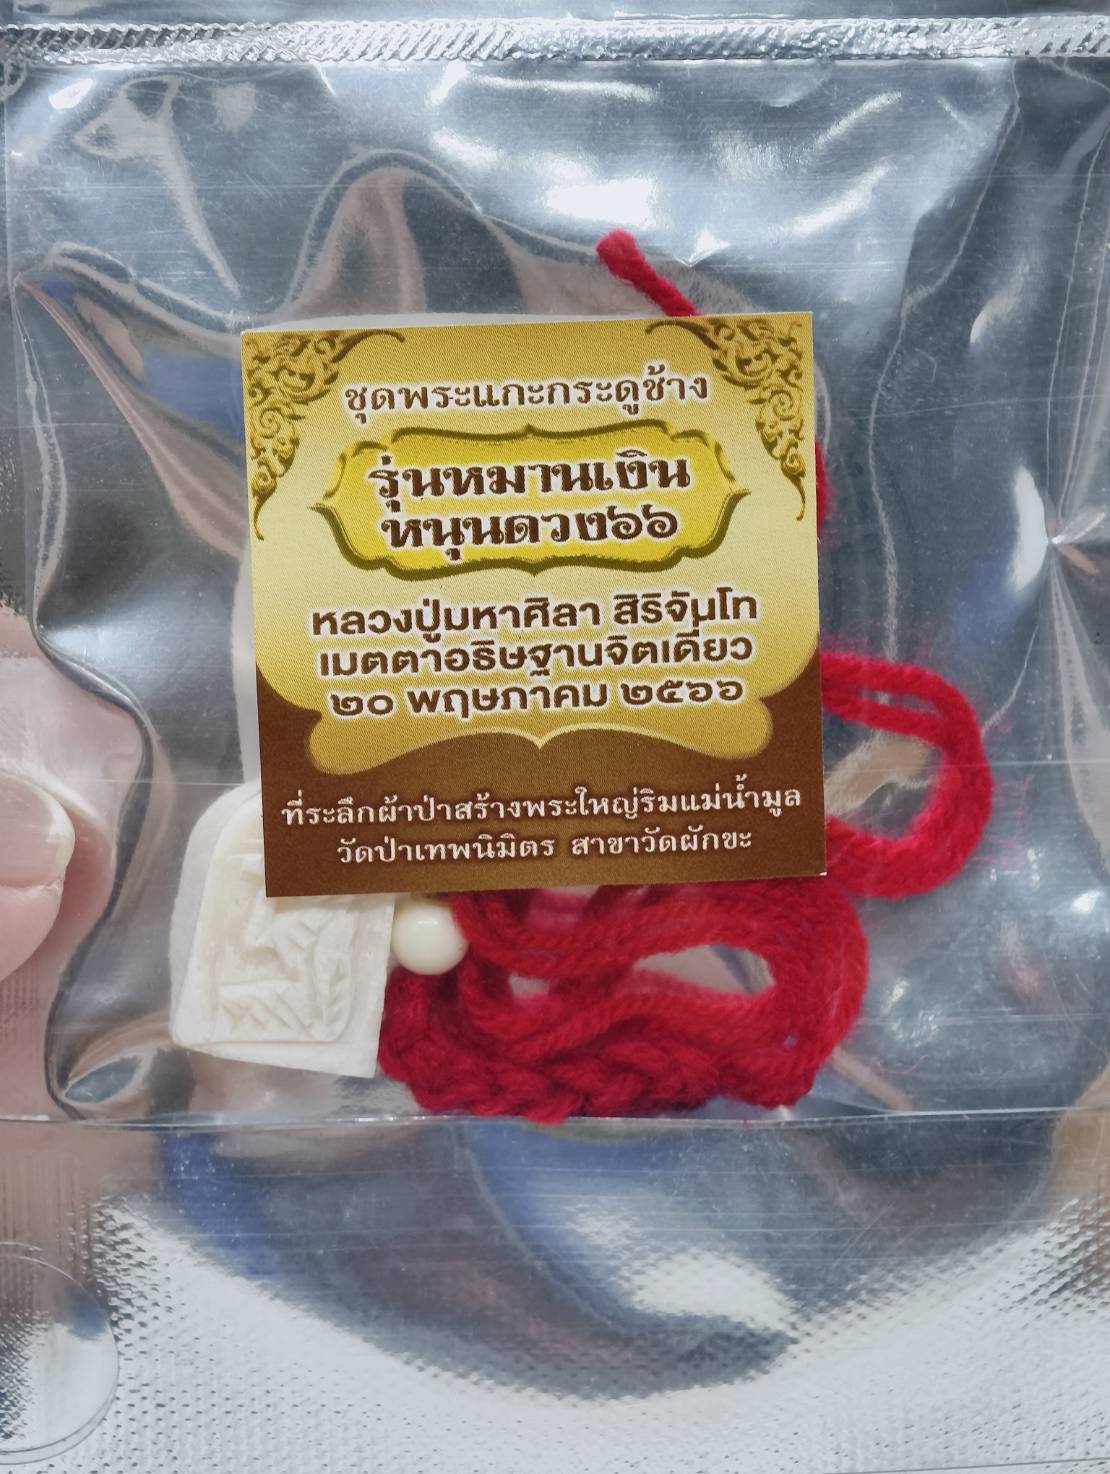 ชุดพระแกะกระดูช้าง
รุ่นหมานเงิน
หนุนดวง๖๖
หลวงปู่มหาศิลา สิริจันโท
เมตตาอธิษฐานจิตเดี่ยว
๒๐ พฤษภาคม ๒๕๖๖
ที่ระลึกผ้าป่าสร้างพระใหญ่ริมแม่น้ำมูล
วัดป่าเทพนิมิตร สาขาวัดผักขะ